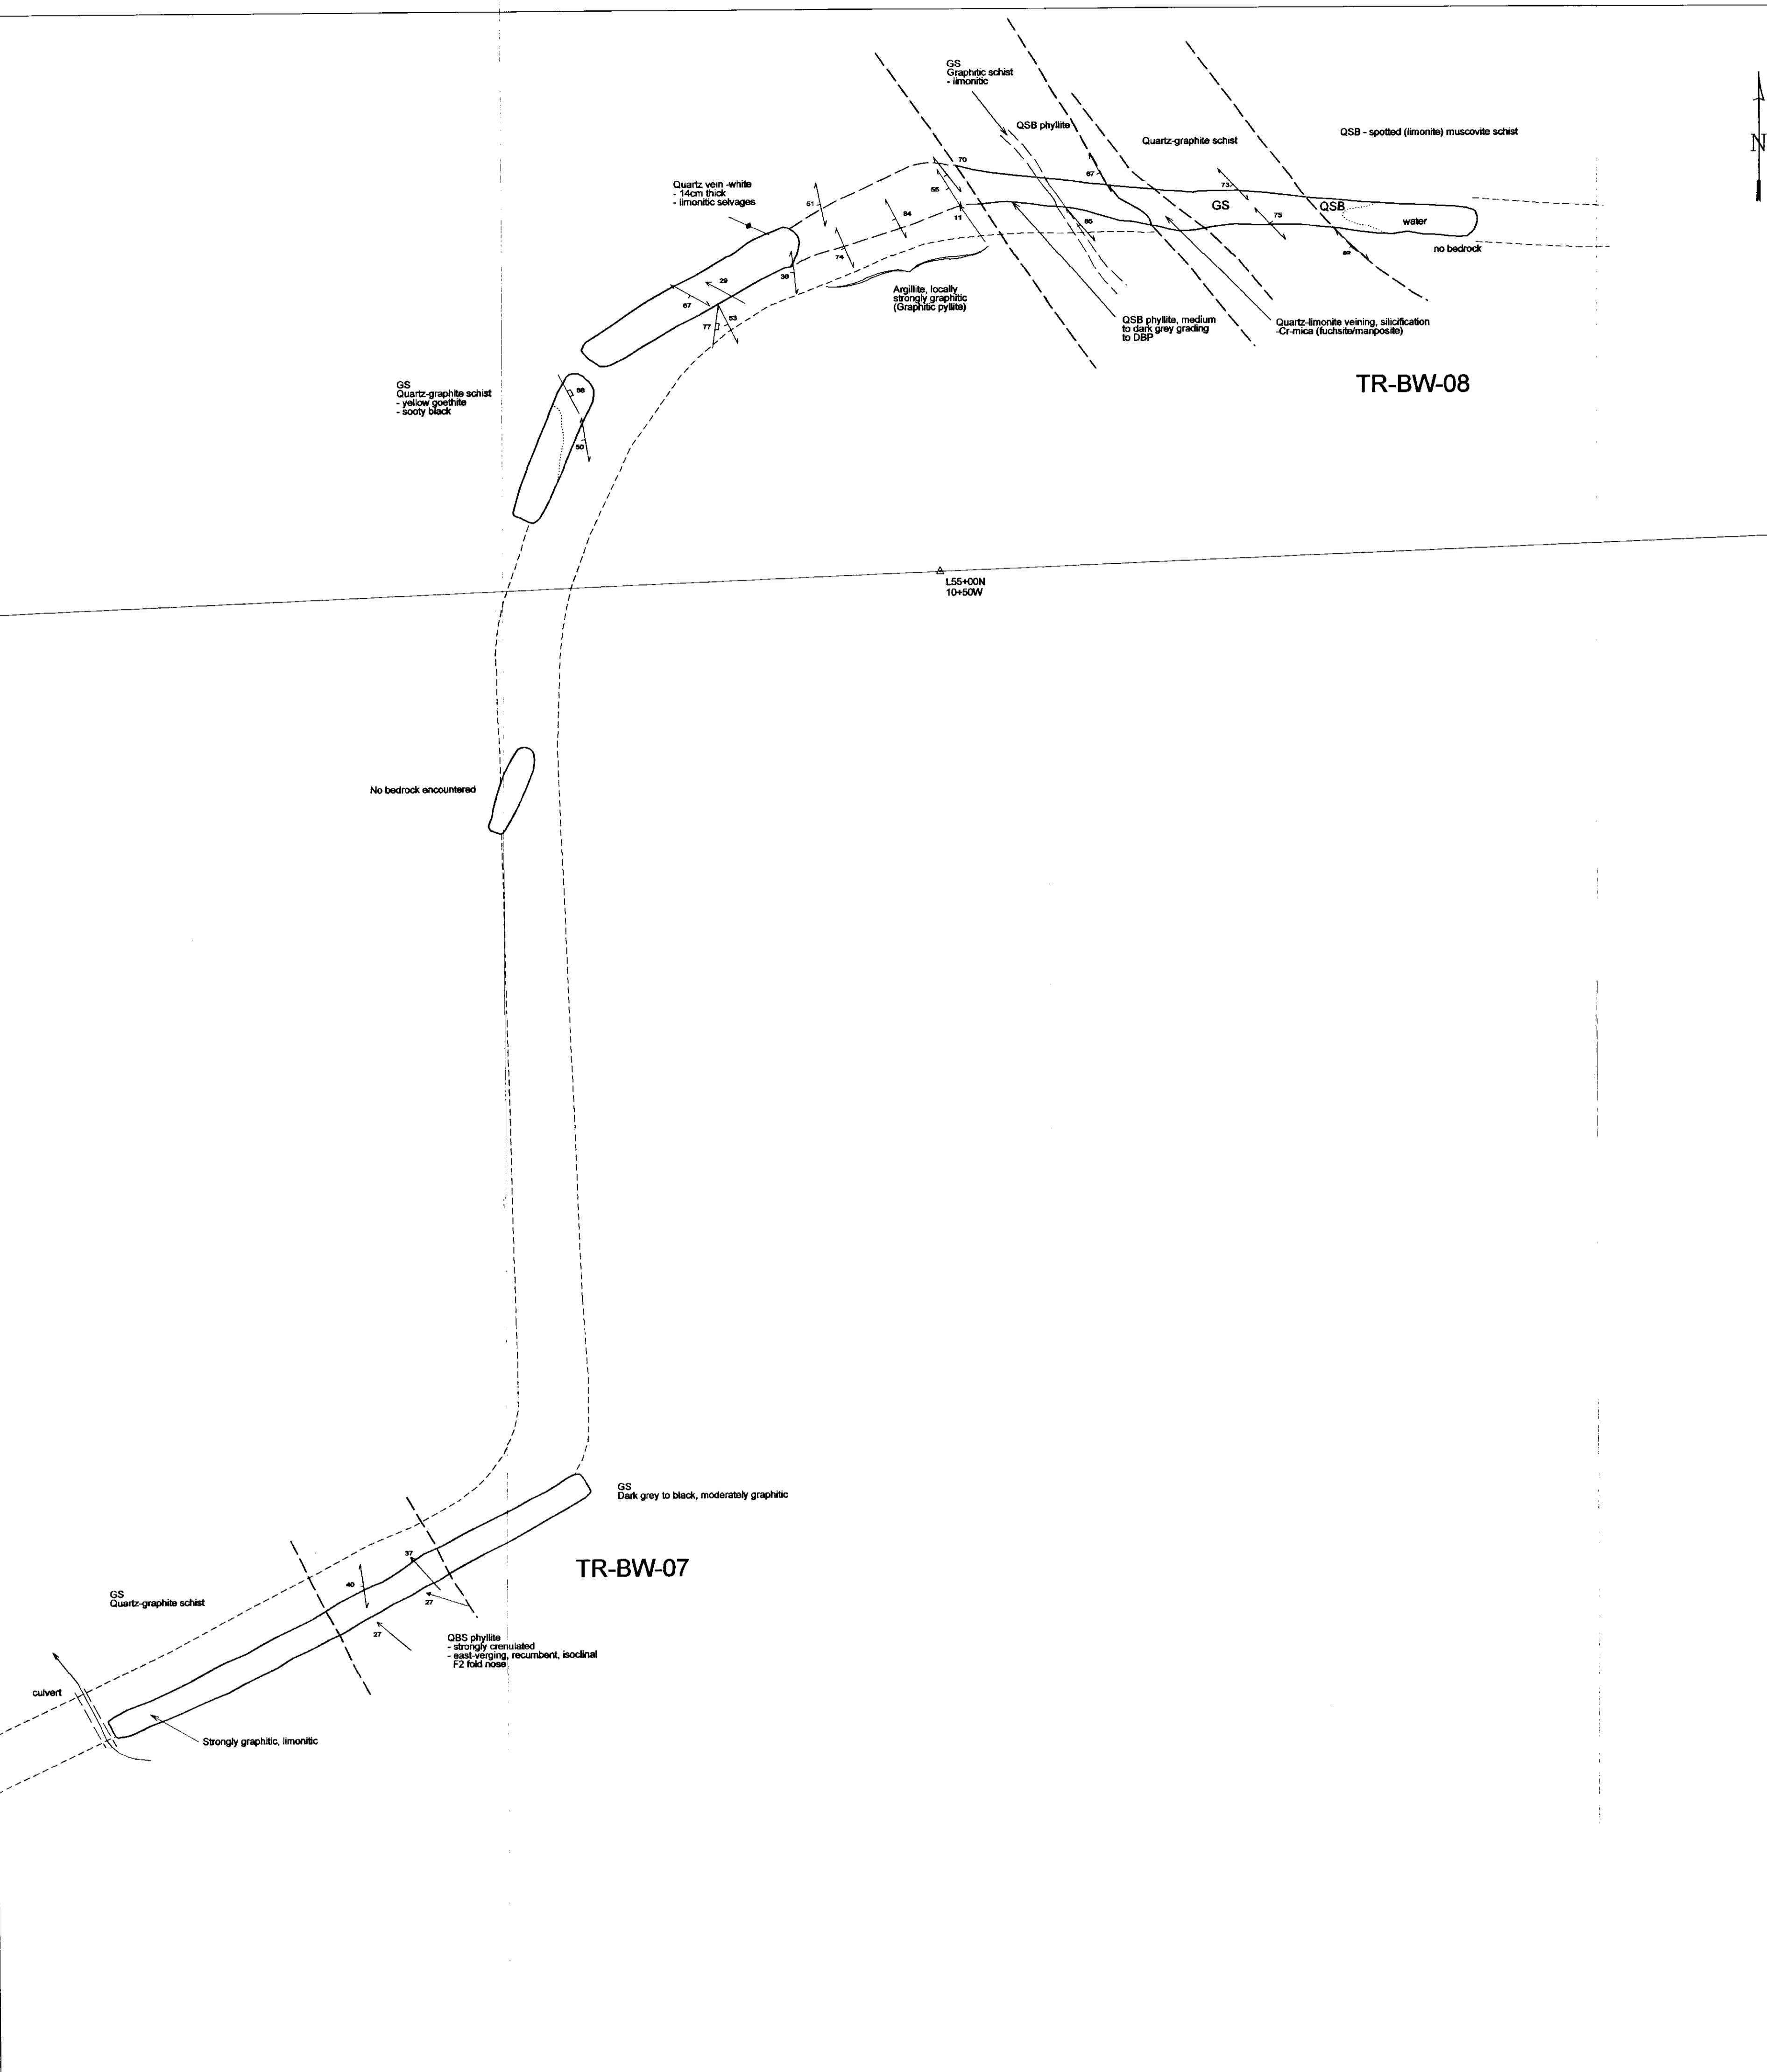 GS
Graphitic schist
- limonitic
QSB phyllite
Quartz-graphite schist
QSB - spotted (limonite) muscovite schist
N
70
67
Quartz vein -white
- 14cm thick
- limonitic selvages
51
55
84
11
85
73
GS
75
QSB
water
no bedrock
74
38
29
67
77
53
Argillite, locally
strongly graphitic
(Graphitic pyllite)
QSB phyllite, medium
to dark grey grading
to DBP
Quartz-limonite veining, silicification
-Cr-mica (fuchsite/mariposite)
TR-BW-08
GS
Quartz-graphite schist
- yellow goethite
- sooty black
50
L55+00N
10+50W
No bedrock encountered
GS
Dark grey to black, moderately graphitic
TR-BW-07
37
40
27
27
GS
Quartz-graphite schist
QBS phyllite
- strongly crenulated
- east-verging, recumbent, isoclinal
F2 fold nose
culvert
Strongly graphitic, limonitic